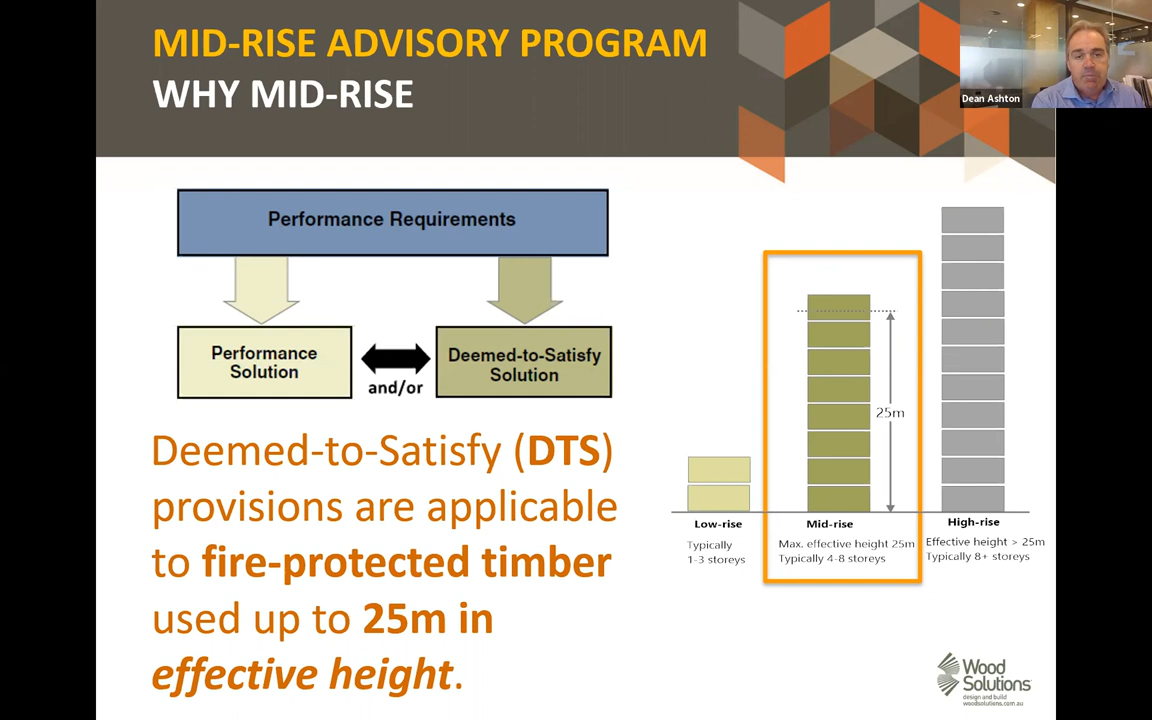 MID-RISE ADVISORY PROGRAM
WHY MID-RISE
Dean Ashton
Performance Requirements
Performance
Solution
and/or
Deemed-to-Satisfy
Solution
Deemed-to-Satisfy (DTS)
provisions are applicable
to fire-protected timber
used up to 25m in
effective height.
25m
Low-rise
Typically
1-3 storeys
Mid-rise
Max. effective height 25m
Typically 4-8 storeys
High-rise
Effective height > 25m
Typically 8+ storeys
Wood
Solutions
design and build
woodsolutions.com.au